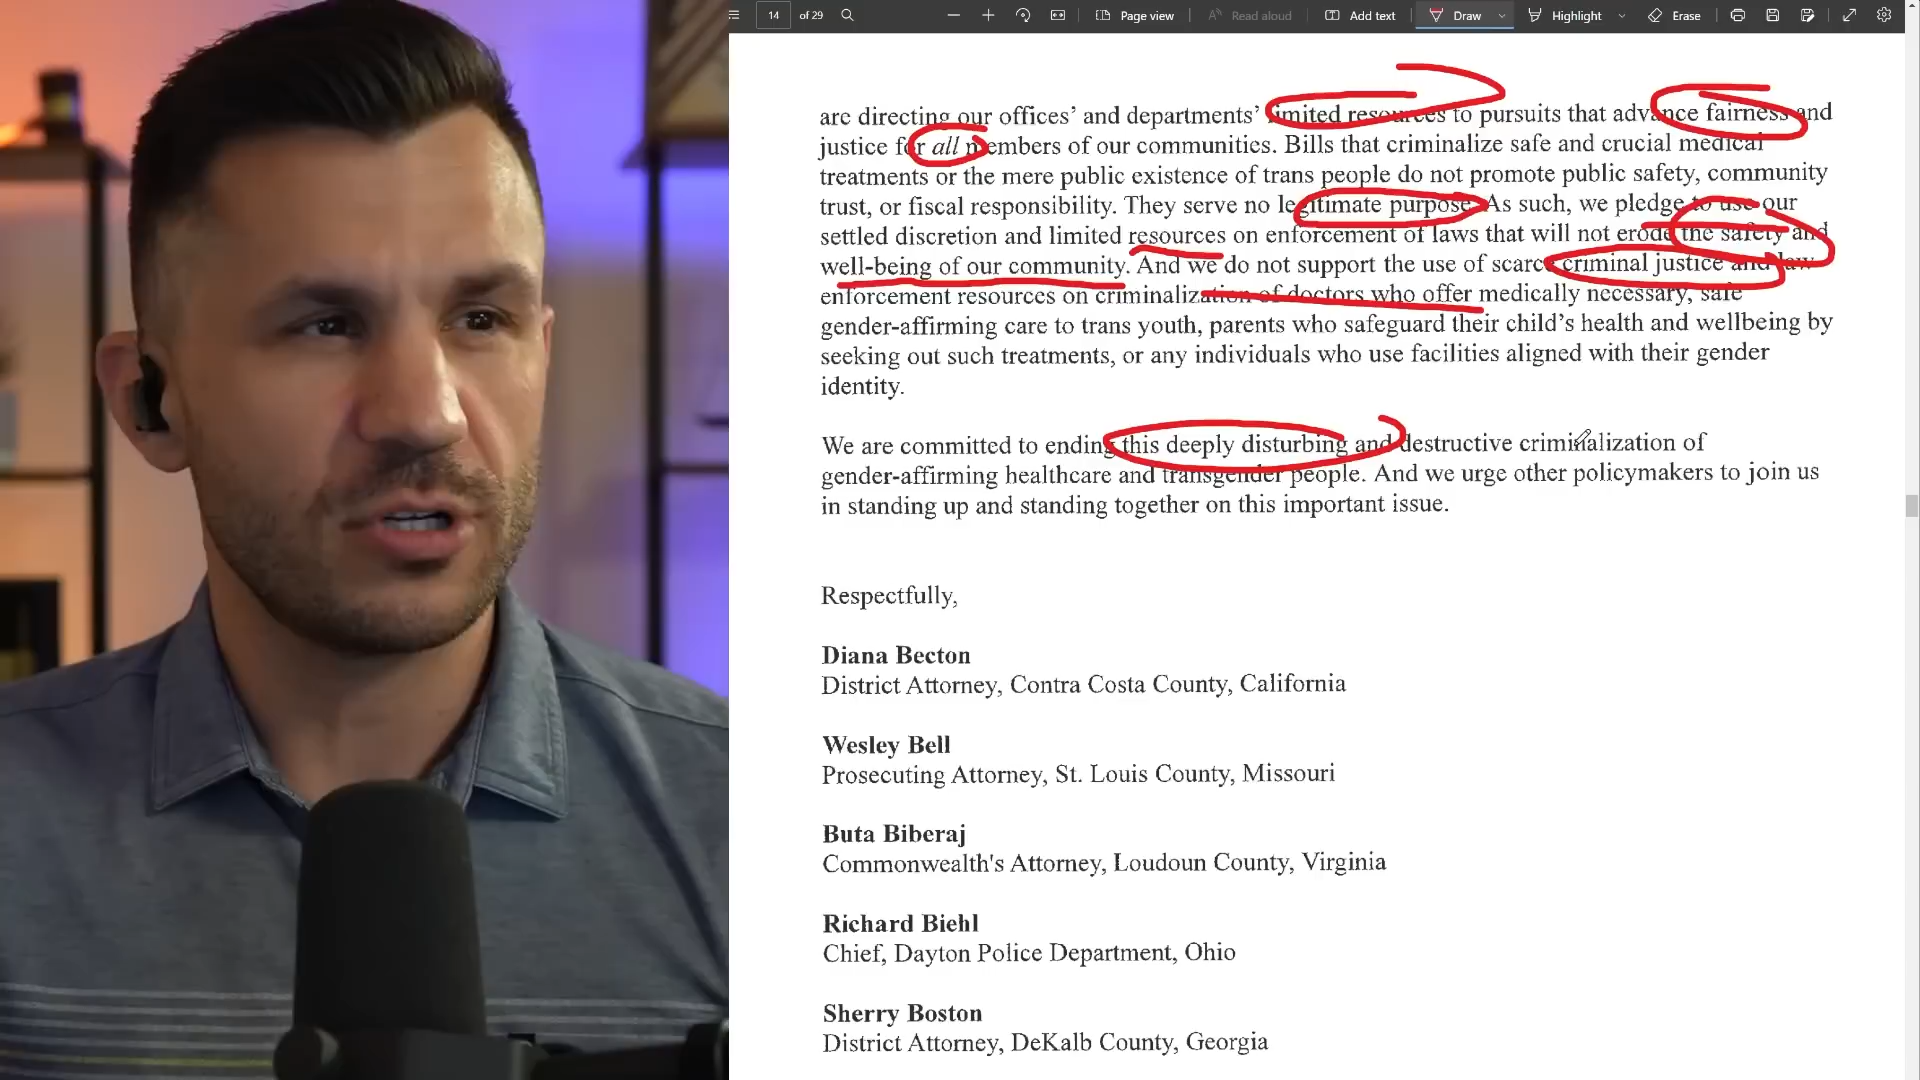 14 of 29 Page view Read aloud Add text Draw Highlight Erase
are directing our offices’ and departments’ limited resources to pursuits that advance fairness and
justice for all members of our communities. Bills that criminalize safe and crucial medical
treatments or the mere public existence of trans people do not promote public safety, community
trust, or fiscal responsibility. They serve no legitimate purpose. As such, we pledge to use our
settled discretion and limited resources on enforcement of laws that will not erode the safety and
well-being of our community. And we do not support the use of scarce criminal justice and law
enforcement resources on criminalization of doctors who offer medically necessary, safe
gender-affirming care to trans youth, parents who safeguard their child’s health and wellbeing by
seeking out such treatments, or any individuals who use facilities aligned with their gender
identity.
We are committed to ending this deeply disturbing and destructive criminalization of
gender-affirming healthcare and transgender people. And we urge other policymakers to join us
in standing up and standing together on this important issue.
Respectfully,
Diana Becton
District Attorney, Contra Costa County, California
Wesley Bell
Prosecuting Attorney, St. Louis County, Missouri
Buta Biberaj
Commonwealth's Attorney, Loudoun County, Virginia
Richard Biehl
Chief, Dayton Police Department, Ohio
Sherry Boston
District Attorney, DeKalb County, Georgia